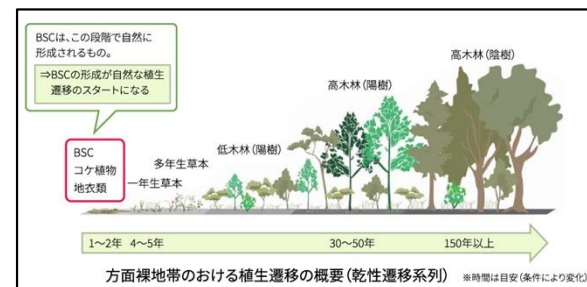 BSCは、この段階で自然に
形成されるもの。
⇒BSCの形成が自然な植生
遷移のスタートになる
高木林(陰樹)
高木林(陽樹)
低木林(陽樹)
多年生草本
一年生草本
BSC
コケ植物
地衣類
1～2年
4～5年
30～50年
150年以上
方面裸地帯のおける植生遷移の概要(乾性遷移系列)
※時間は目安(条件により変化)